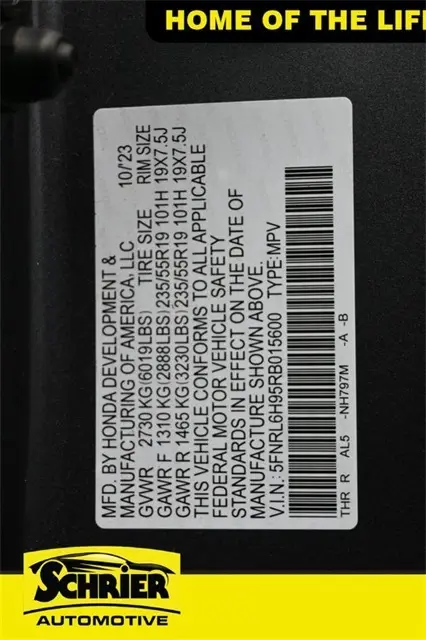 HOME OF THE LIF
MFD. BY HONDA DEVELOPMENT &
MANUFACTURING OF AMERICA, LLC 10/23
GVWR 2730 KG(6019LBS) TIRE SIZE RIM SIZE
GAWR F 1310 KG(2888LBS)235/55R19 101H 19X7.5J
GAWR R 1465 KG(3230LBS)235/55R19 101H 19X7.5J
THIS VEHICLE CONFORMS TO ALL APPLICABLE
FEDERAL MOTOR VEHICLE SAFETY
STANDARDS IN EFFECT ON THE DATE OF
MANUFACTURE SHOWN ABOVE.
V.I.N.: 5FNRL6H95RB015600 TYPE:MPV
THR R AL5 -NH797M -A -B
SCHRIER
AUTOMOTIVE